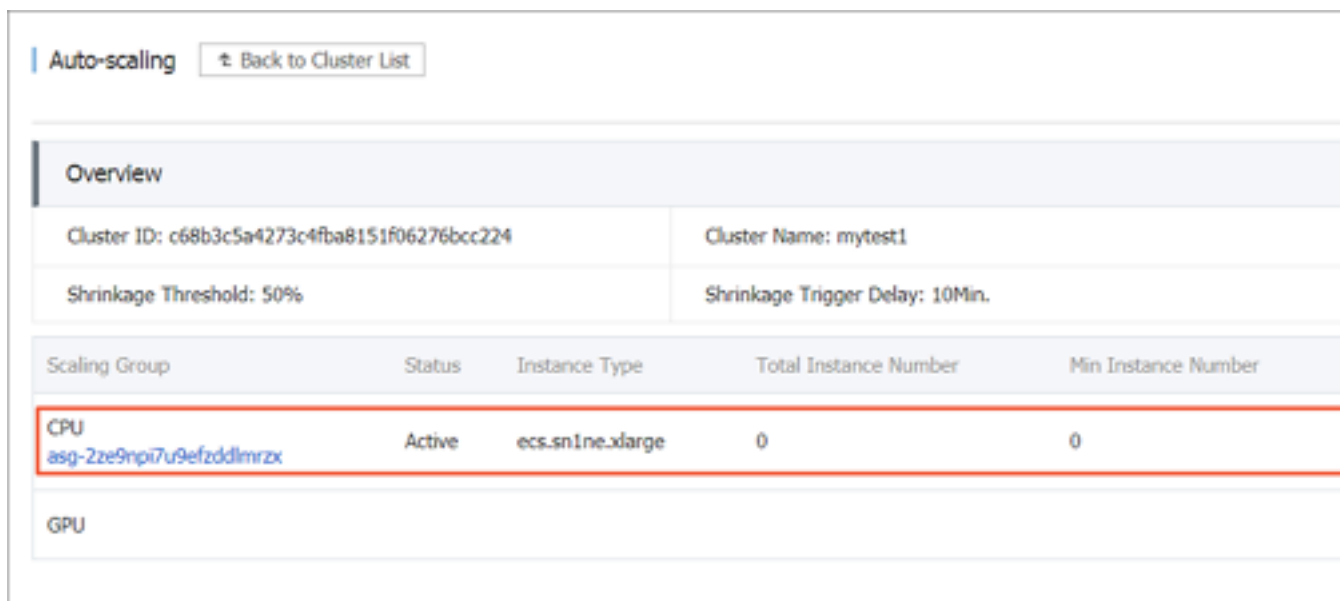 Auto-scaling Back to Cluster List
Overview
Cluster ID: c68b3c5a4273c4fba8151f06276bcc224 Cluster Name: mytest1
Shrinkage Threshold: 50% Shrinkage Trigger Delay: 10Min.
Scaling Group Status Instance Type Total Instance Number Min Instance Number
CPU
asg-2ze9npi7u9efzddlmrzx Active ecs.sn1ne.xlarge 0 0
GPU